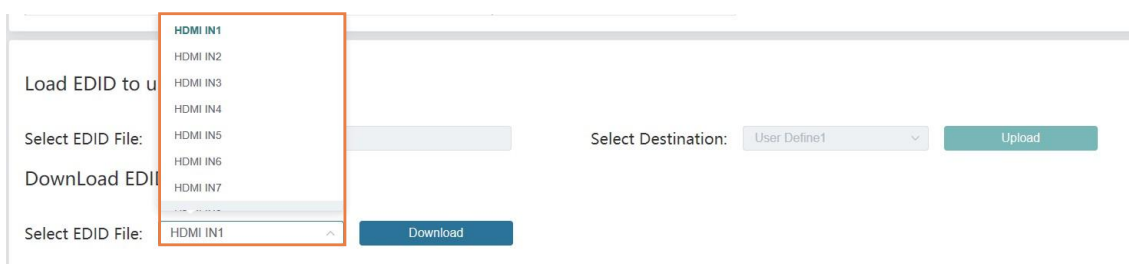 HDMI IN1
HDMI IN2
Load EDID to u
HDMI IN3
HDMI IN4
Select EDID File:
HDMI IN5
Select Destination: User Define1 Upload
HDMI IN6
DownLoad EDI
HDMI IN7
Select EDID File: HDMI IN1 Download